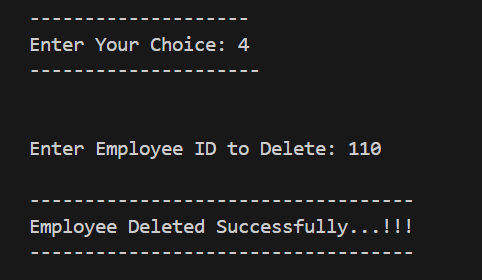 --------------------
Enter Your Choice: 4
---------------------
Enter Employee ID to Delete: 110
-----------------------------------
Employee Deleted Successfully...!!!
-----------------------------------